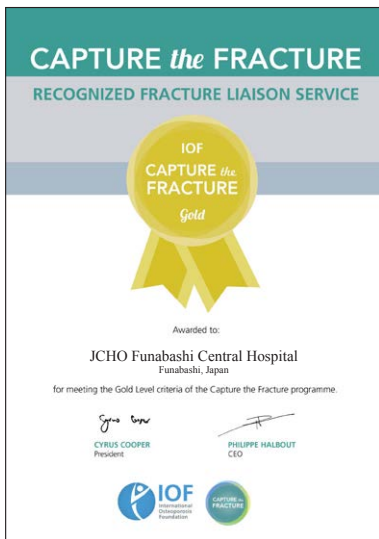 CAPTURE the FRACTURE
RECOGNIZED FRACTURE LIAISON SERVICE
IOF
CAPTURE the
FRACTURE
Gold
Awarded to:
JCHO Funabashi Central Hospital
Funabashi, Japan
for meeting the Gold Level criteria of the Capture the Fracture programme.
Cyrus Cooper
CYRUS COOPER
President
PHILIPPE HALBOUT
CEO
IOF
International
Osteoporosis
Foundation
CAPTURE the
FRACTURE